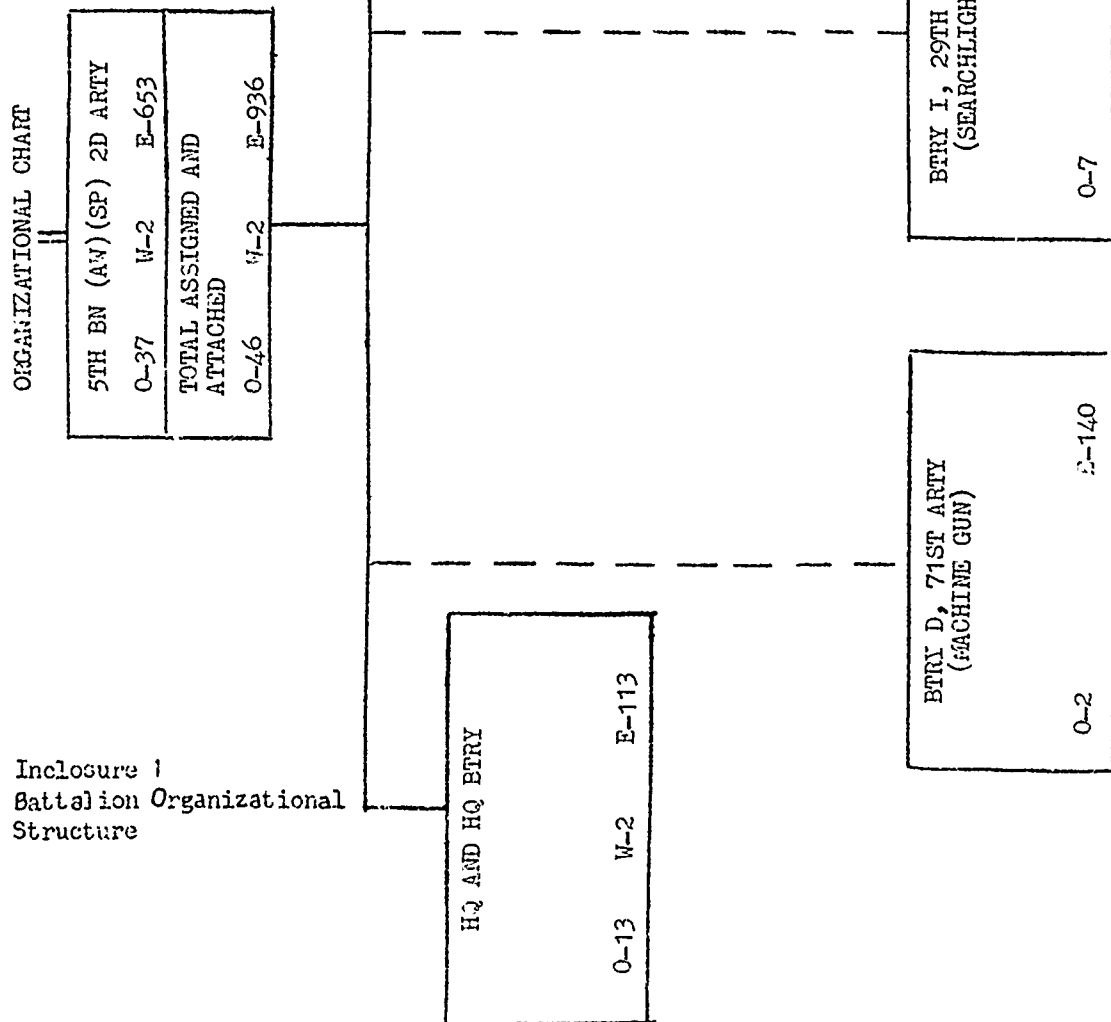 ORGANIZATIONAL CHART
5TH BN (AW)(SP) 2D ARTY
O-37 W-2 E-653
TOTAL ASSIGNED AND
ATTACHED
O-46 W-2 E-936
HQ AND HQ BTRY
O-13 W-2 E-113
BTRY D, 71ST ARTY
(MACHINE GUN)
O-2 E-140
BTRY I, 29TH
(SEARCHLIGH
O-7
Inclosure 1
Battalion Organizational
Structure